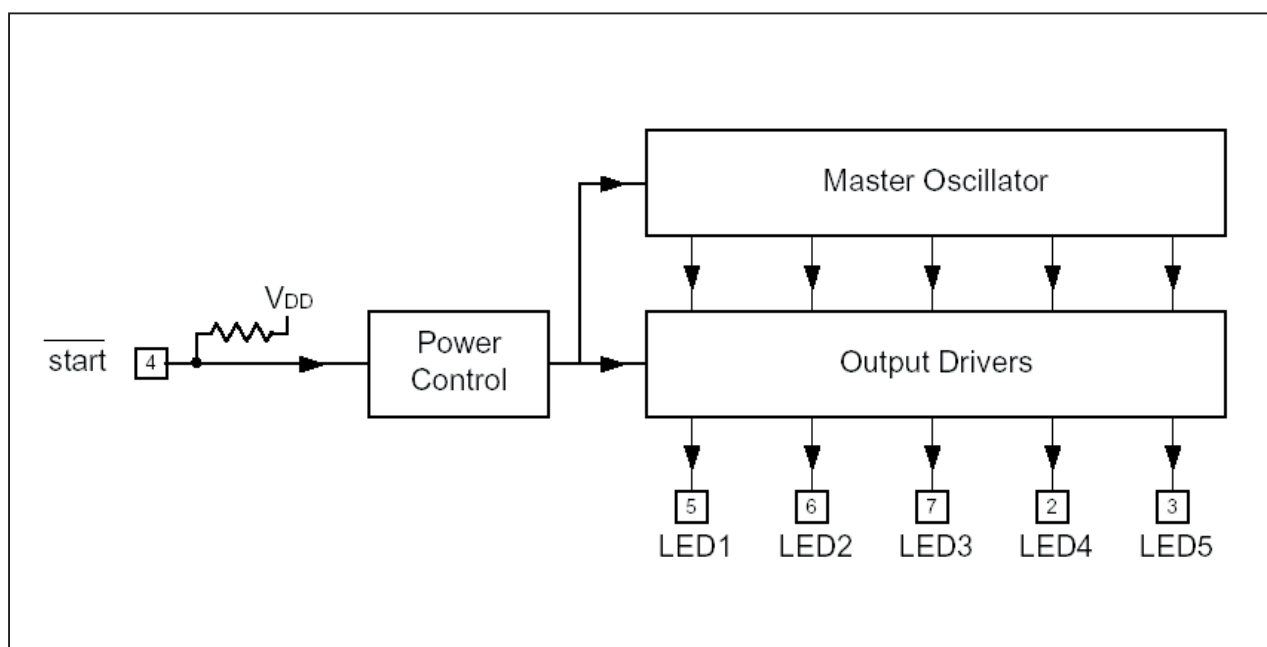 Master Oscillator
VDD
start
4
Power
Control
Output Drivers
5
6
7
2
3
LED1
LED2
LED3
LED4
LED5